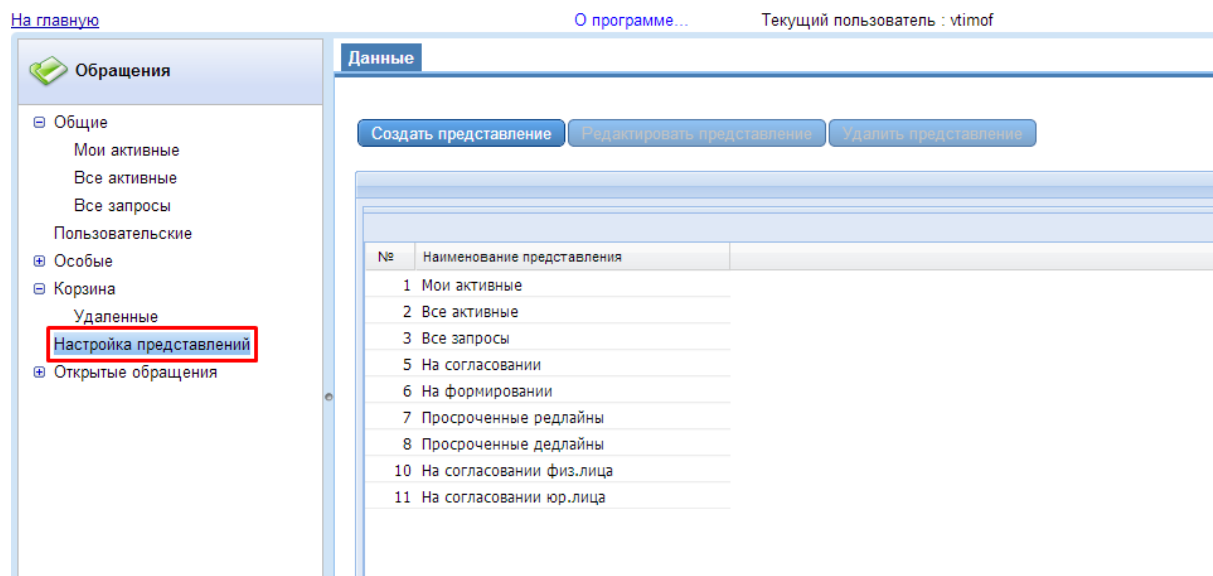 На главную О программе... Текущий пользователь : vtimof
Обращения
Общие
Мои активные
Все активные
Все запросы
Пользовательские
Особые
Корзина
Удаленные
Настройка представлений
Открытые обращения
Данные
Создать представление Редактировать представление Удалить представление
№ Наименование представления
1 Мои активные
2 Все активные
3 Все запросы
5 На согласовании
6 На формировании
7 Просроченные редлайны
8 Просроченные дедлайны
10 На согласовании физ.лица
11 На согласовании юр.лица